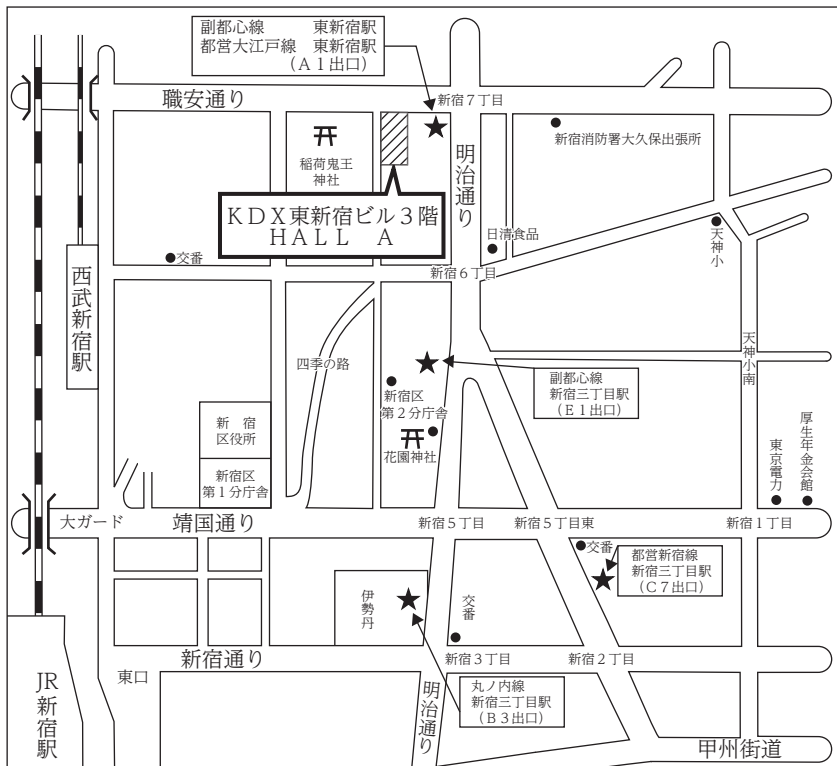 副都心線　　　東新宿駅
都営大江戸線　東新宿駅
（A１出口）
職安通り
新宿７丁目
新宿消防署大久保出張所
稲荷鬼王
神社
明治通り
ＫＤＸ東新宿ビル３階
ＨＡＬＬ　Ａ
日清食品
天神小
交番
新宿６丁目
西武新宿駅
四季の路
天神小南
副都心線
新宿三丁目駅
（E１出口）
新宿区
第２分庁舎
新　宿
区役所
花園神社
厚生年金会館
東京電力
新宿区
第１分庁舎
大ガード
靖国通り
新宿５丁目
新宿５丁目東
新宿１丁目
交番
都営新宿線
新宿三丁目駅
（C７出口）
伊勢丹
交番
新宿通り
新宿３丁目
新宿２丁目
東口
JR新宿駅
丸ノ内線
新宿三丁目駅
（B３出口）
明治通り
甲州街道